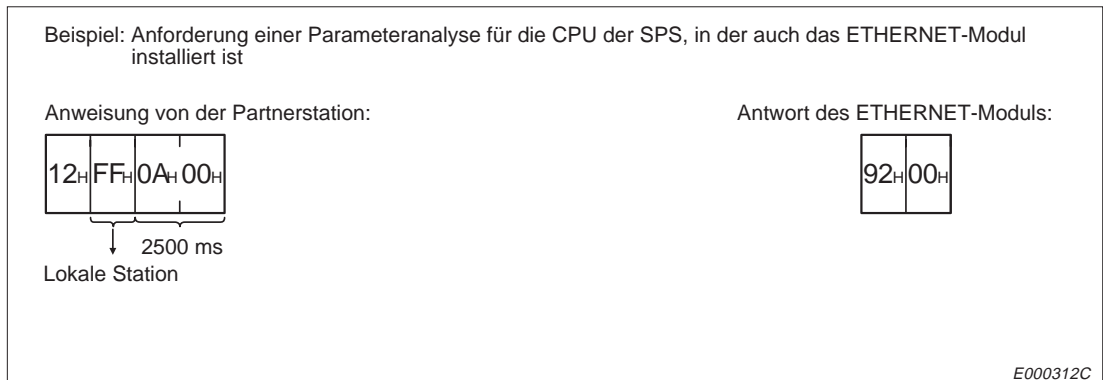 Beispiel: Anforderung einer Parameteranalyse für die CPU der SPS, in der auch das ETHERNET-Modul
installiert ist
Anweisung von der Partnerstation:
Antwort des ETHERNET-Moduls:
12H FFH 0AH 00H
92H 00H
2500 ms
Lokale Station
E000312C